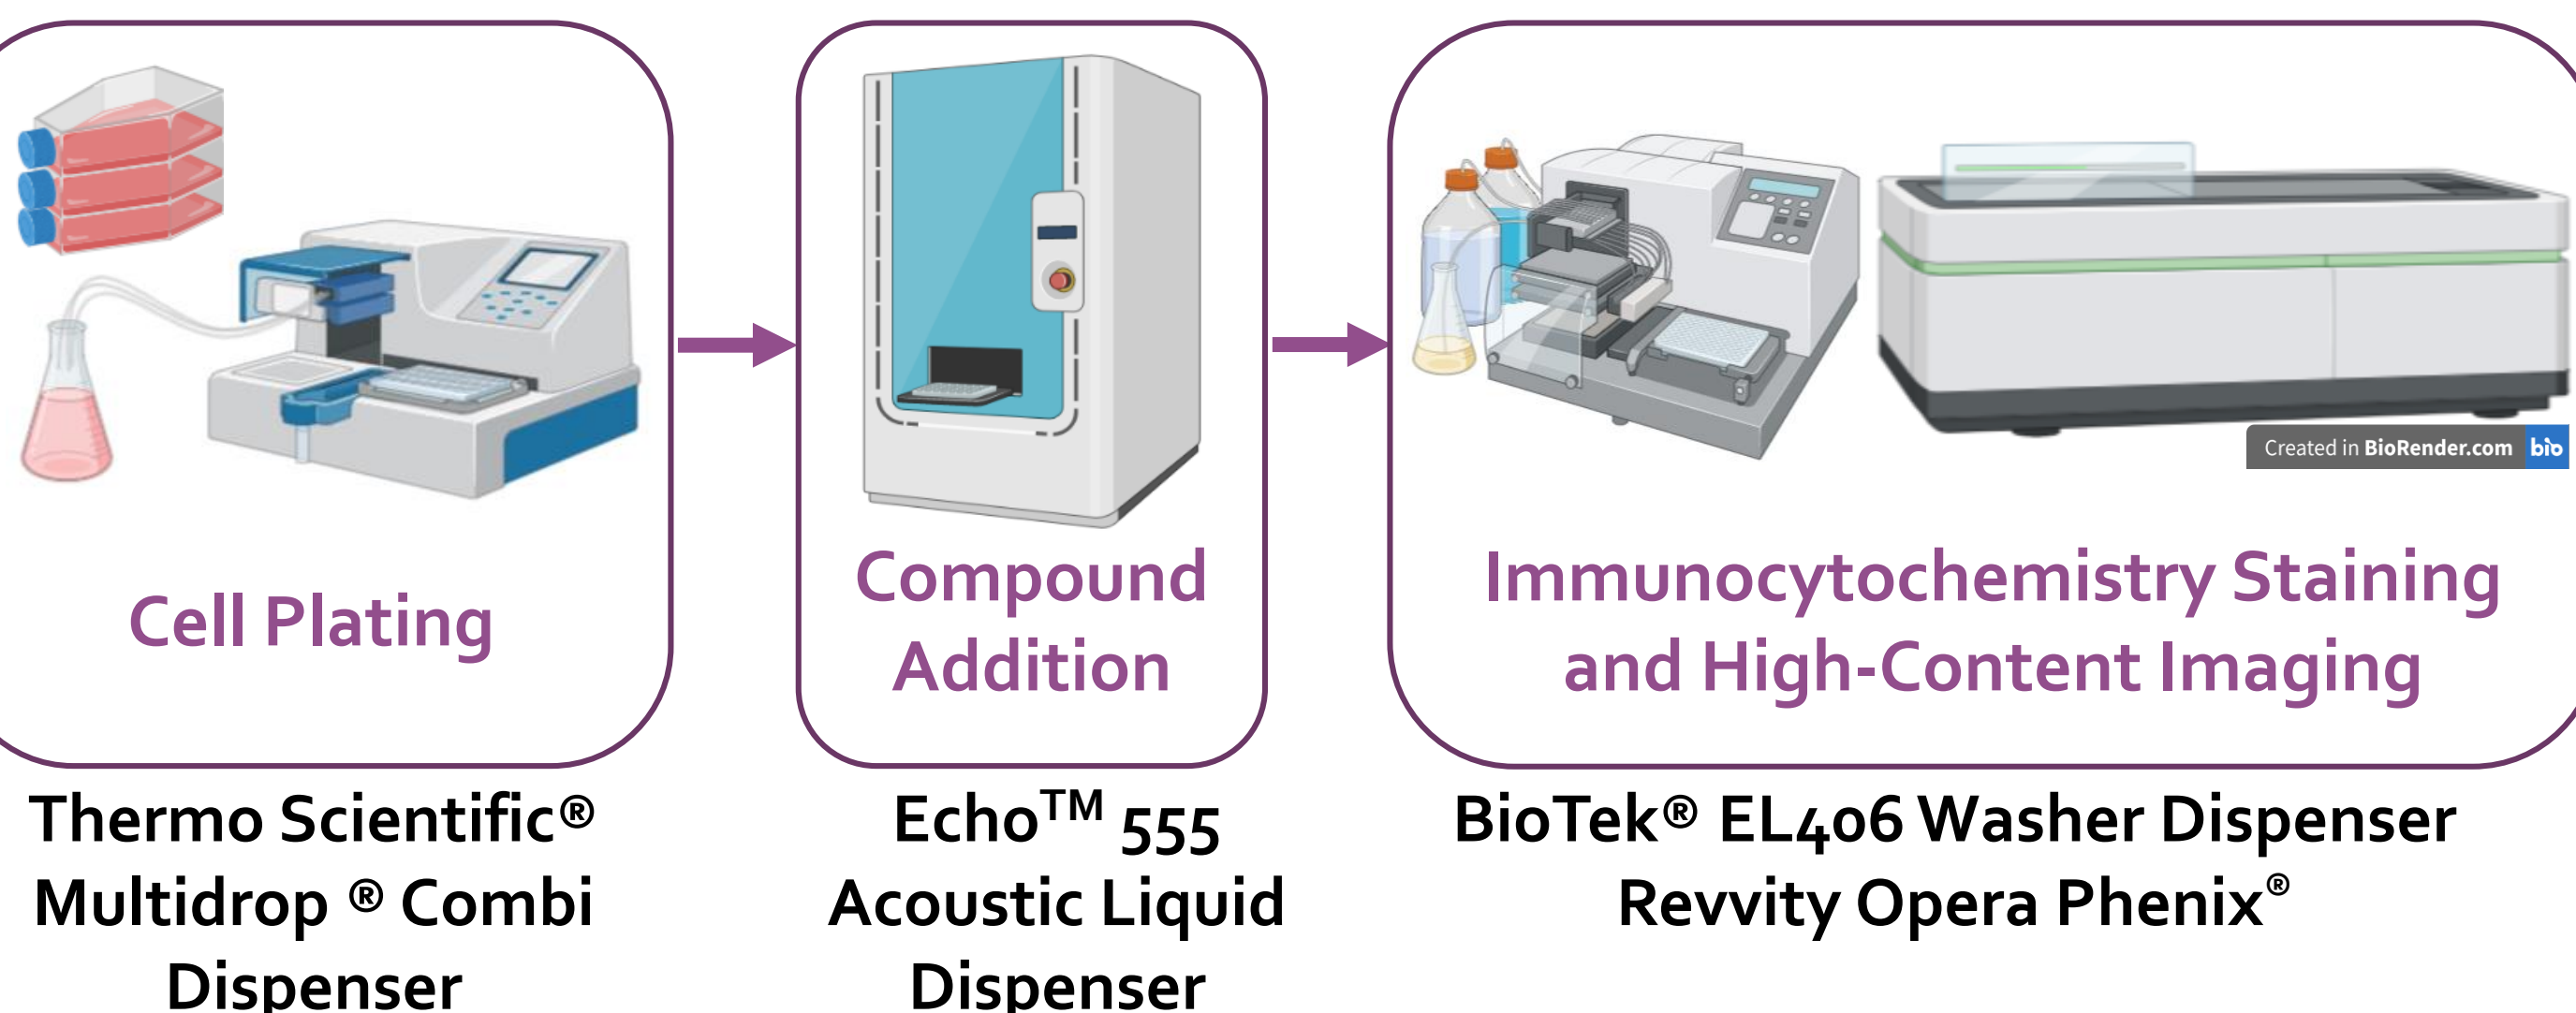 Created in BioRender.com bio
Cell Plating
Compound
Addition
Immunocytochemistry Staining
and High-Content Imaging
Thermo Scientific®
Multidrop ® Combi
Dispenser
Echo™ 555
Acoustic Liquid
Dispenser
BioTek® EL406 Washer Dispenser
Revvity Opera Phenix®